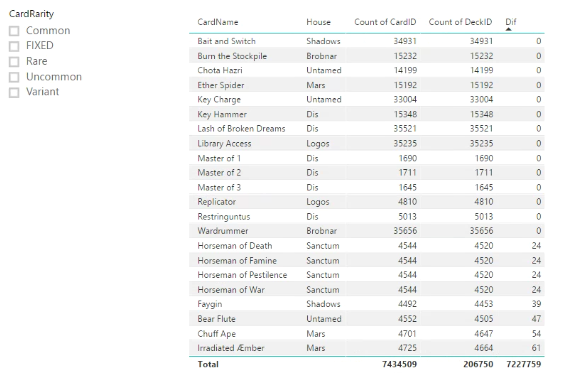 CardRarity
Common
FIXED
Rare
Uncommon
Variant
CardName House Count of CardID Count of DeckID Dif
Bait and Switch Shadows 34931 34931 0
Burn the Stockpile Brobnar 15232 15232 0
Chota Hazri Untamed 14199 14199 0
Ether Spider Mars 15192 15192 0
Key Charge Untamed 33004 33004 0
Key Hammer Dis 15348 15348 0
Lash of Broken Dreams Dis 35521 35521 0
Library Access Logos 35235 35235 0
Master of 1 Dis 1690 1690 0
Master of 2 Dis 1711 1711 0
Master of 3 Dis 1645 1645 0
Replicator Logos 4810 4810 0
Restringuntus Dis 5013 5013 0
Wardrummer Brobnar 35656 35656 0
Horseman of Death Sanctum 4544 4520 24
Horseman of Famine Sanctum 4544 4520 24
Horseman of Pestilence Sanctum 4544 4520 24
Horseman of War Sanctum 4544 4520 24
Faygin Shadows 4492 4453 39
Bear Flute Untamed 4552 4505 47
Chuff Ape Mars 4701 4647 54
Irradiated Æmber Mars 4725 4664 61
Total 7434509 206750 7227759